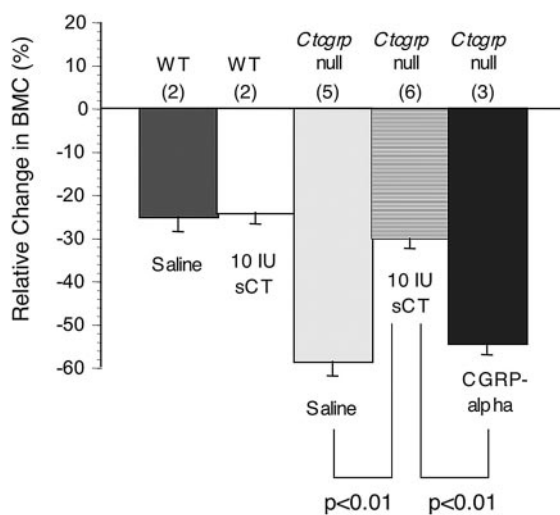 Relative Change in BMC (%)
20
10
0
-10
-20
-30
-40
-50
-60
WT
(2)
WT
(2)
Ctcgrp
null
(5)
Ctcgrp
null
(6)
Ctcgrp
null
(3)
Saline
10 IU
sCT
Saline
10 IU
sCT
CGRP-
alpha
p<0.01
p<0.01